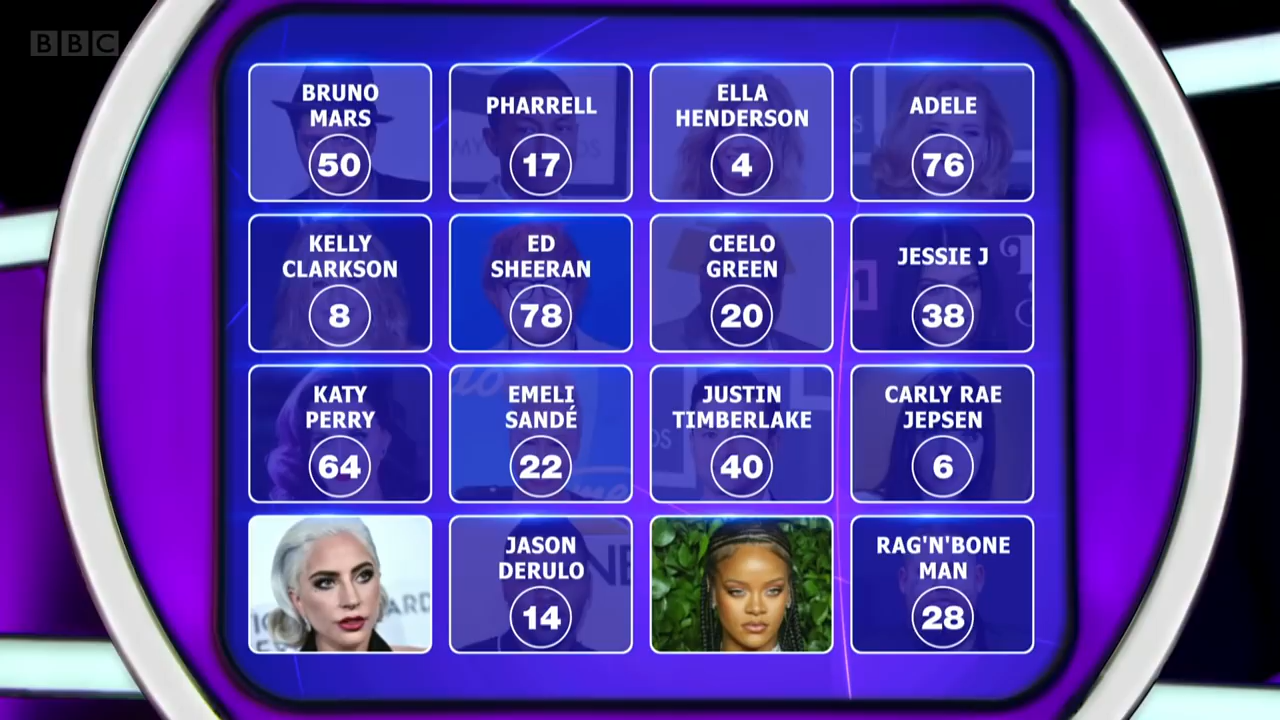 BBC
BRUNO
MARS
50
PHARRELL
17
ELLA
HENDERSON
4
ADELE
76
KELLY
CLARKSON
8
ED
SHEERAN
78
CEELO
GREEN
20
JESSIE J
38
KATY
PERRY
64
EMELI
SANDÉ
22
JUSTIN
TIMBERLAKE
40
CARLY RAE
JEPSEN
6
JASON
DERULO
14
RAG'N'BONE
MAN
28